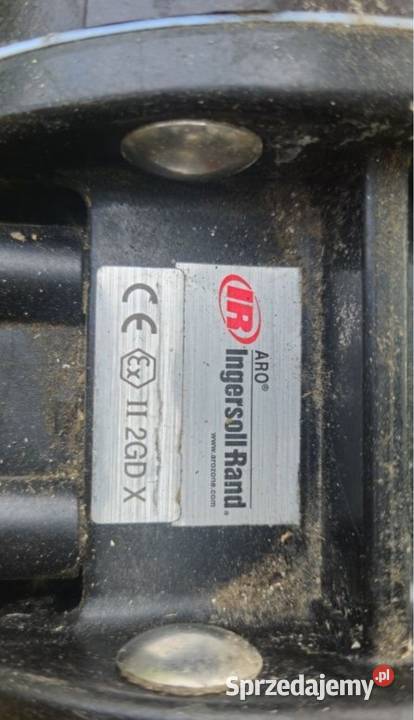 IR
ARO®
Ingersoll Rand®
www.arozone.com
CE Ex II 2GD X
Sprzedajemy.pl